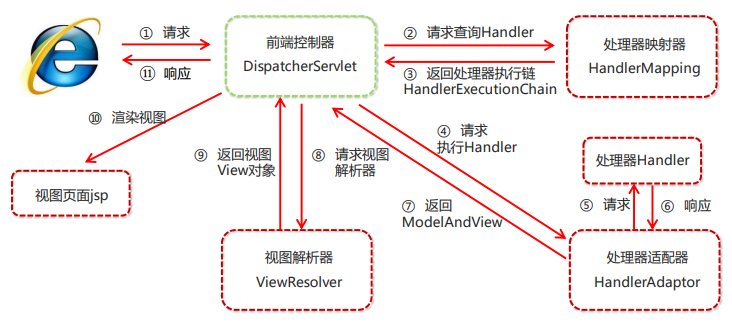 ① 请求
⑪ 响应
前端控制器
DispatcherServlet
② 请求查询Handler
③ 返回处理器执行链
HandlerExecutionChain
处理器映射器
HandlerMapping
⑩ 渲染视图
视图页面jsp
⑨ 返回视图
View对象
⑧ 请求视图
解析器
④ 请求
执行Handler
⑦ 返回
ModelAndView
处理器Handler
⑤ 请求
⑥ 响应
视图解析器
ViewResolver
处理器适配器
HandlerAdaptor